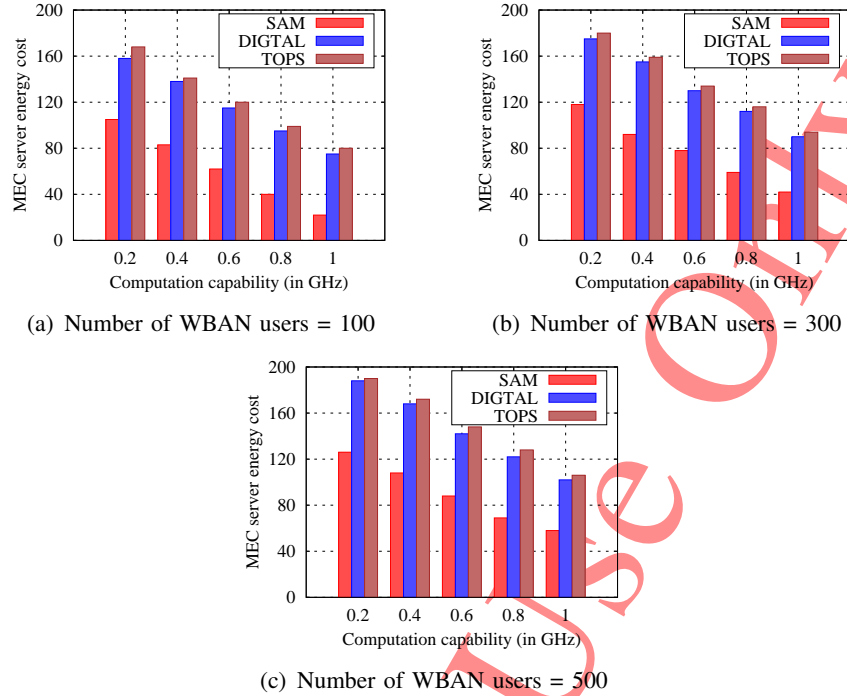 200
160
120
80
40
0
MEC server energy cost
SAM
DIGTAL
TOPS
0.2 0.4 0.6 0.8 1
Computation capability (in GHz)
(a) Number of WBAN users = 100
200
160
120
80
40
0
MEC server energy cost
SAM
DIGTAL
TOPS
0.2 0.4 0.6 0.8 1
Computation capability (in GHz)
(b) Number of WBAN users = 300
200
160
120
80
40
0
MEC server energy cost
SAM
DIGTAL
TOPS
0.2 0.4 0.6 0.8 1
Computation capability (in GHz)
(c) Number of WBAN users = 500
Use